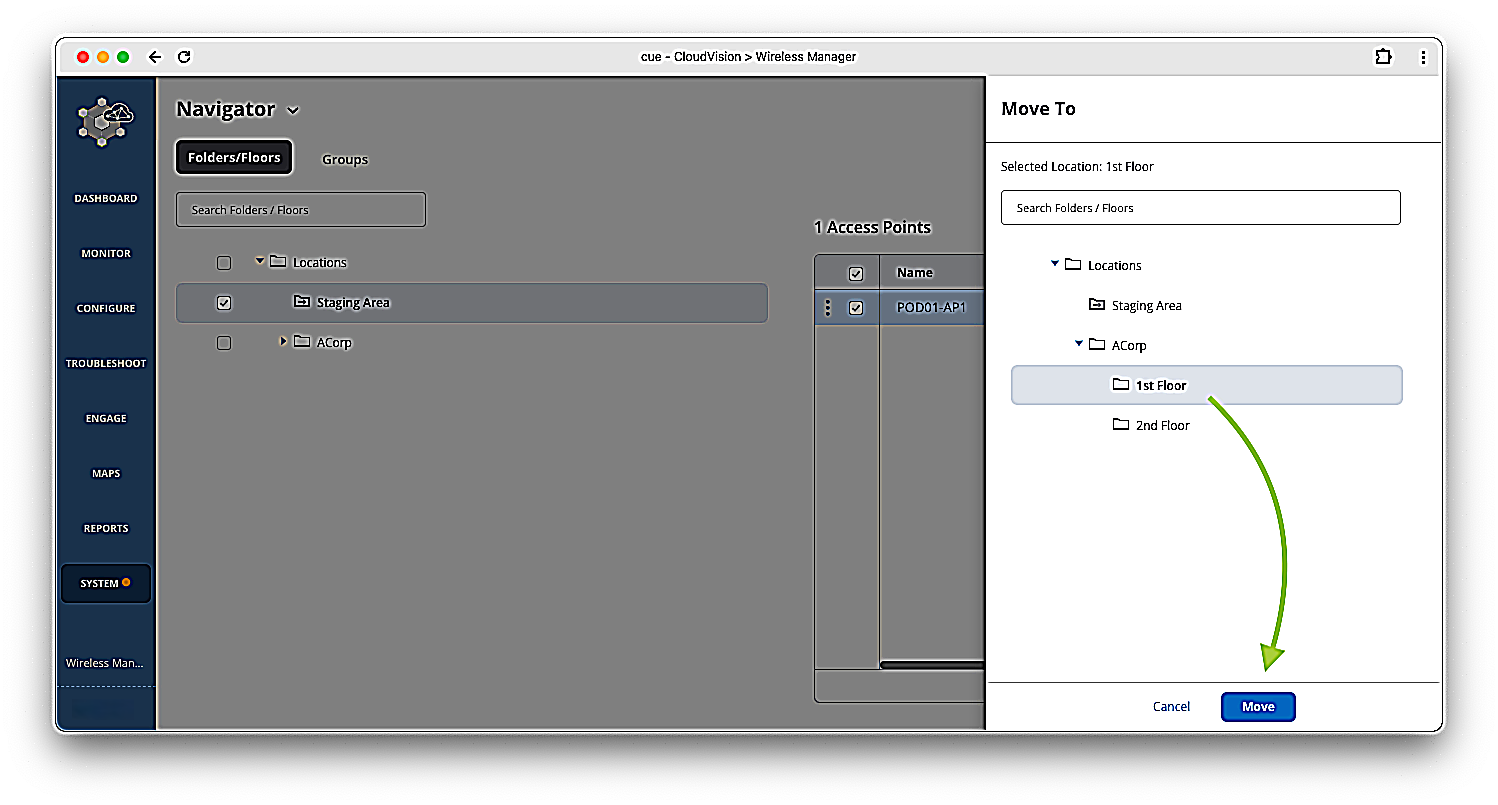 cue - CloudVision > Wireless Manager
DASHBOARD
MONITOR
CONFIGURE
TROUBLESHOOT
ENGAGE
MAPS
REPORTS
SYSTEM
Wireless Man...
Navigator
Folders/Floors
Groups
Search Folders / Floors
Locations
Staging Area
ACorp
1 Access Points
Name
POD01-AP1
Move To
Selected Location: 1st Floor
Search Folders / Floors
Locations
Staging Area
ACorp
1st Floor
2nd Floor
Cancel
Move